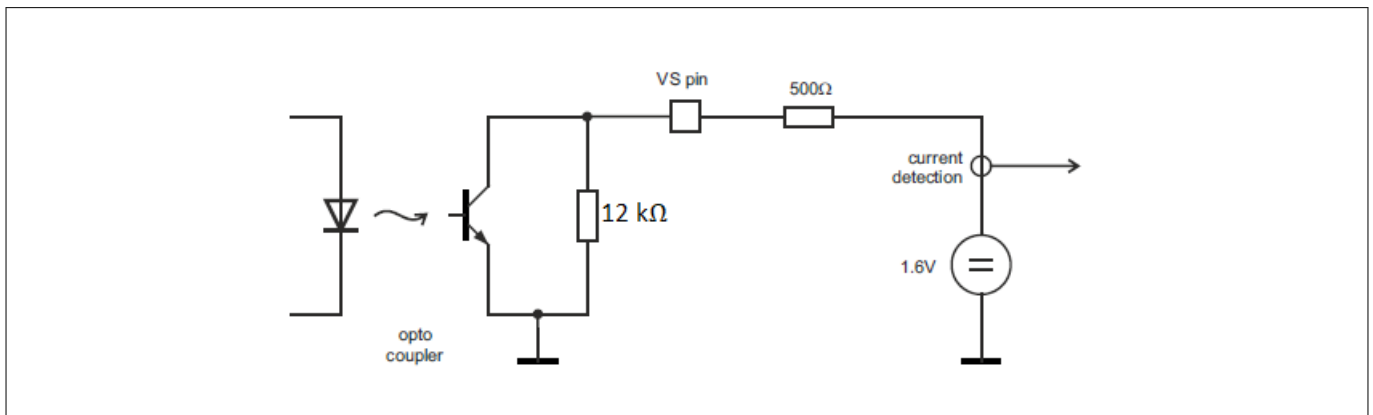 VS pin
500Ω
current
detection
12 kΩ
1.6V
opto
coupler